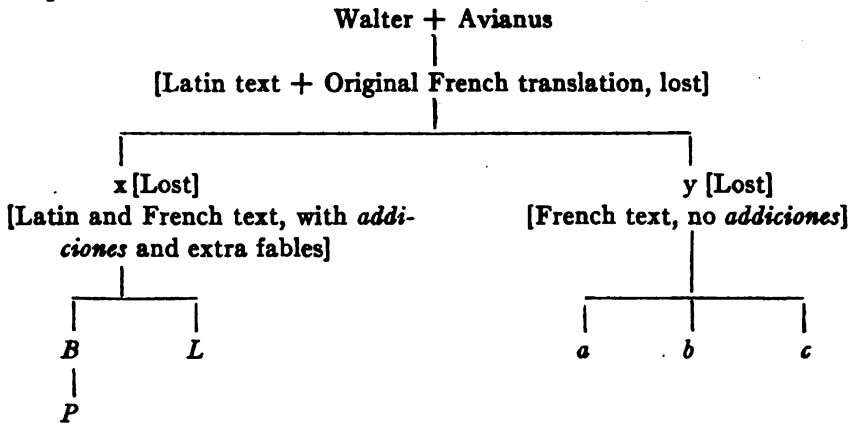 Walter + Avianus
[Latin text + Original French translation, lost]
x [Lost]
y [Lost]
[Latin and French text, with addi-
ciones and extra fables]
[French text, no addiciones]
B L a b c
P